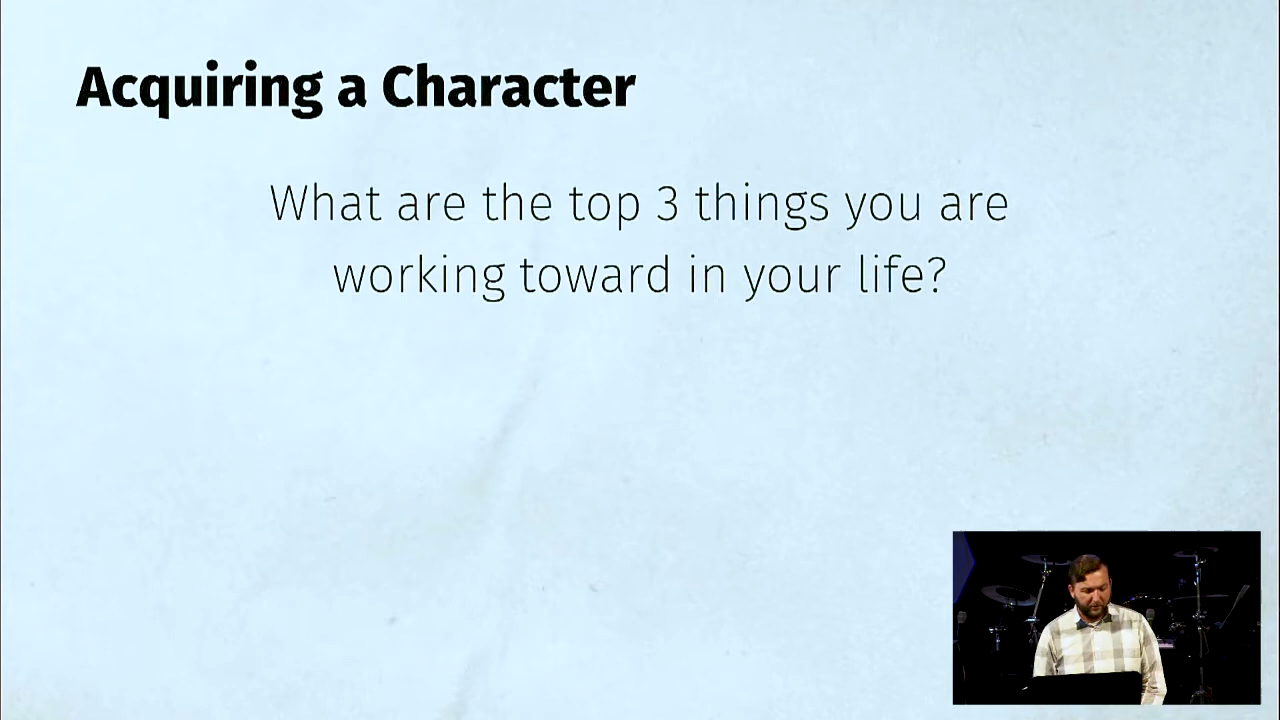 Acquiring a Character
What are the top 3 things you are
working toward in your life?